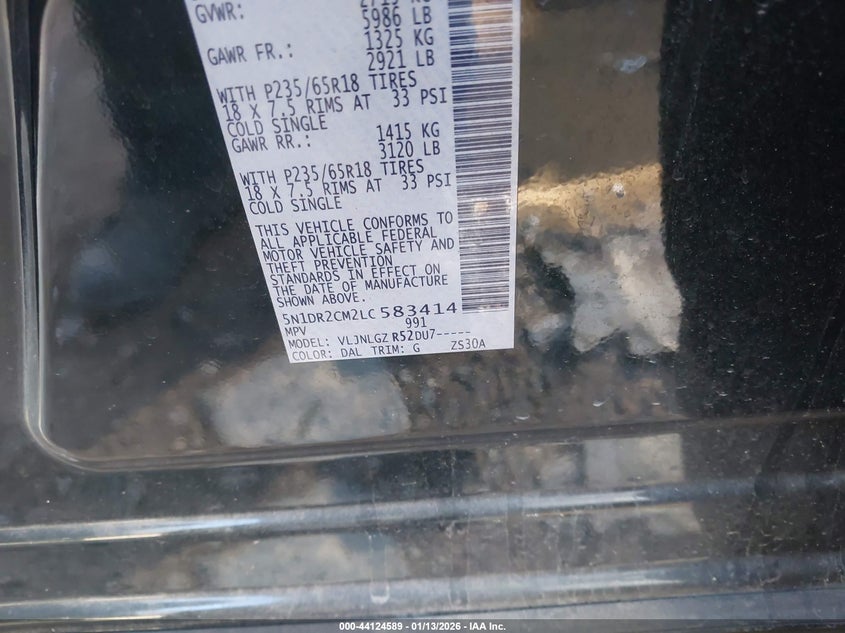 GVWR:
5986 LB
GAWR FR.: 1325 KG
2921 LB
WITH P235/65R18 TIRES
18 X 7.5 RIMS AT 33 PSI
COLD SINGLE
GAWR RR.: 1415 KG
3120 LB
WITH P235/65R18 TIRES
18 X 7.5 RIMS AT 33 PSI
COLD SINGLE
THIS VEHICLE CONFORMS TO
ALL APPLICABLE FEDERAL
MOTOR VEHICLE SAFETY AND
THEFT PREVENTION
STANDARDS IN EFFECT ON
THE DATE OF MANUFACTURE
SHOWN ABOVE.
5N1DR2CM2LC583414
MPV 991
MODEL: VLJNLGZ R52DU7-----
COLOR: DAL TRIM: G ZS30A
000-44124589 - 01/13/2026 - IAA Inc.